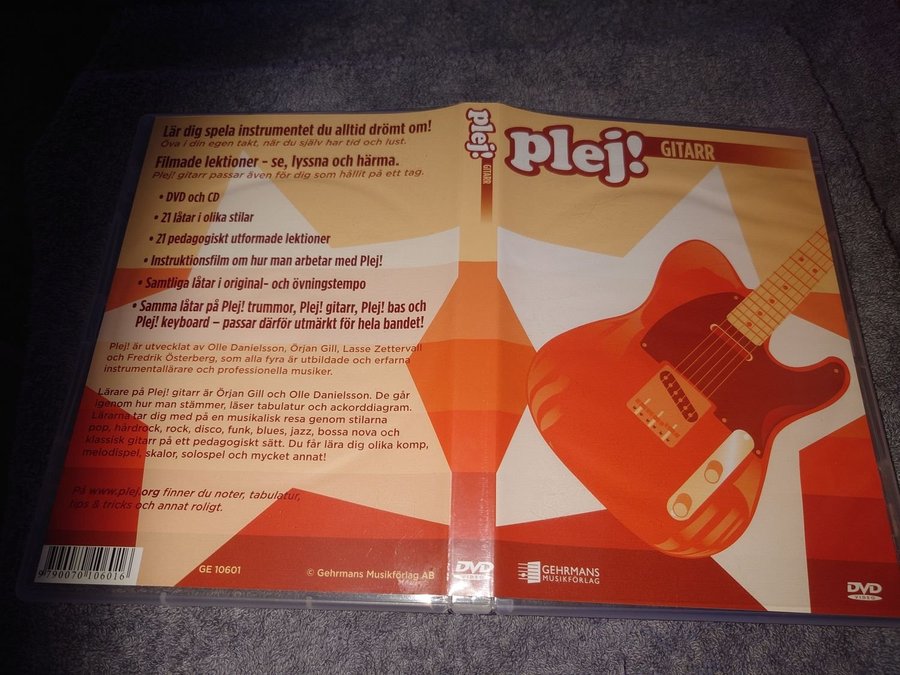 Lär dig spela instrumentet du alltid drömt om!
Öva i din egen takt, när du själv har tid och lust.
Filmade lektioner – se, lyssna och härma.
Plej! gitarr passar även för dig som hållit på ett tag.
• DVD och CD
• 21 låtar i olika stilar
• 21 pedagogiskt utformade lektioner
• Instruktionsfilm om hur man arbetar med Plej!
• Samtliga låtar i original- och övningstempo
• Samma låtar på Plej! trummor, Plej! gitarr, Plej! bas och
Plej! keyboard – passar därför utmärkt för hela bandet!
Plej! är utvecklat av Olle Danielsson, Örjan Gill, Lasse Zettervall
och Fredrik Österberg, som alla fyra är utbildade och erfarna
instrumentallärare och professionella musiker.
Lärare på Plej! gitarr är Örjan Gill och Olle Danielsson. De går
igenom hur man stämmer, läser tabulatur och ackorddiagram.
Lärarna tar dig med på en musikalisk resa genom stilarna
pop, hårdrock, rock, disco, funk, blues, jazz, bossa nova och
klassisk gitarr på ett pedagogiskt sätt. Du får lära dig olika komp,
melodispel, skalor, solospel och mycket annat!
På www.plej.org finner du noter, tabulatur,
tips & tricks och annat roligt.
9790070106016
GE 10601
© Gehrmans Musikförlag AB
plej!
GITARR
DVD
VIDEO
plej!
GITARR
GEHRMANS
MUSIKFÖRLAG
DVD
VIDEO